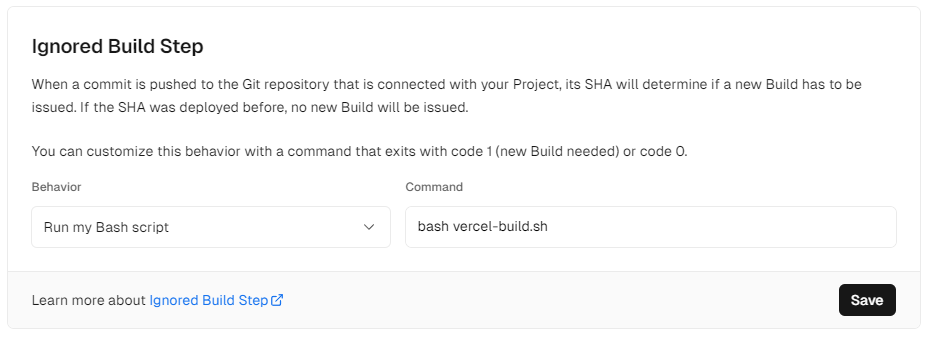 Ignored Build Step
When a commit is pushed to the Git repository that is connected with your Project, its SHA will determine if a new Build has to be
issued. If the SHA was deployed before, no new Build will be issued.
You can customize this behavior with a command that exits with code 1 (new Build needed) or code 0.
Behavior
Command
Run my Bash script
bash vercel-build.sh
Learn more about Ignored Build Step
Save